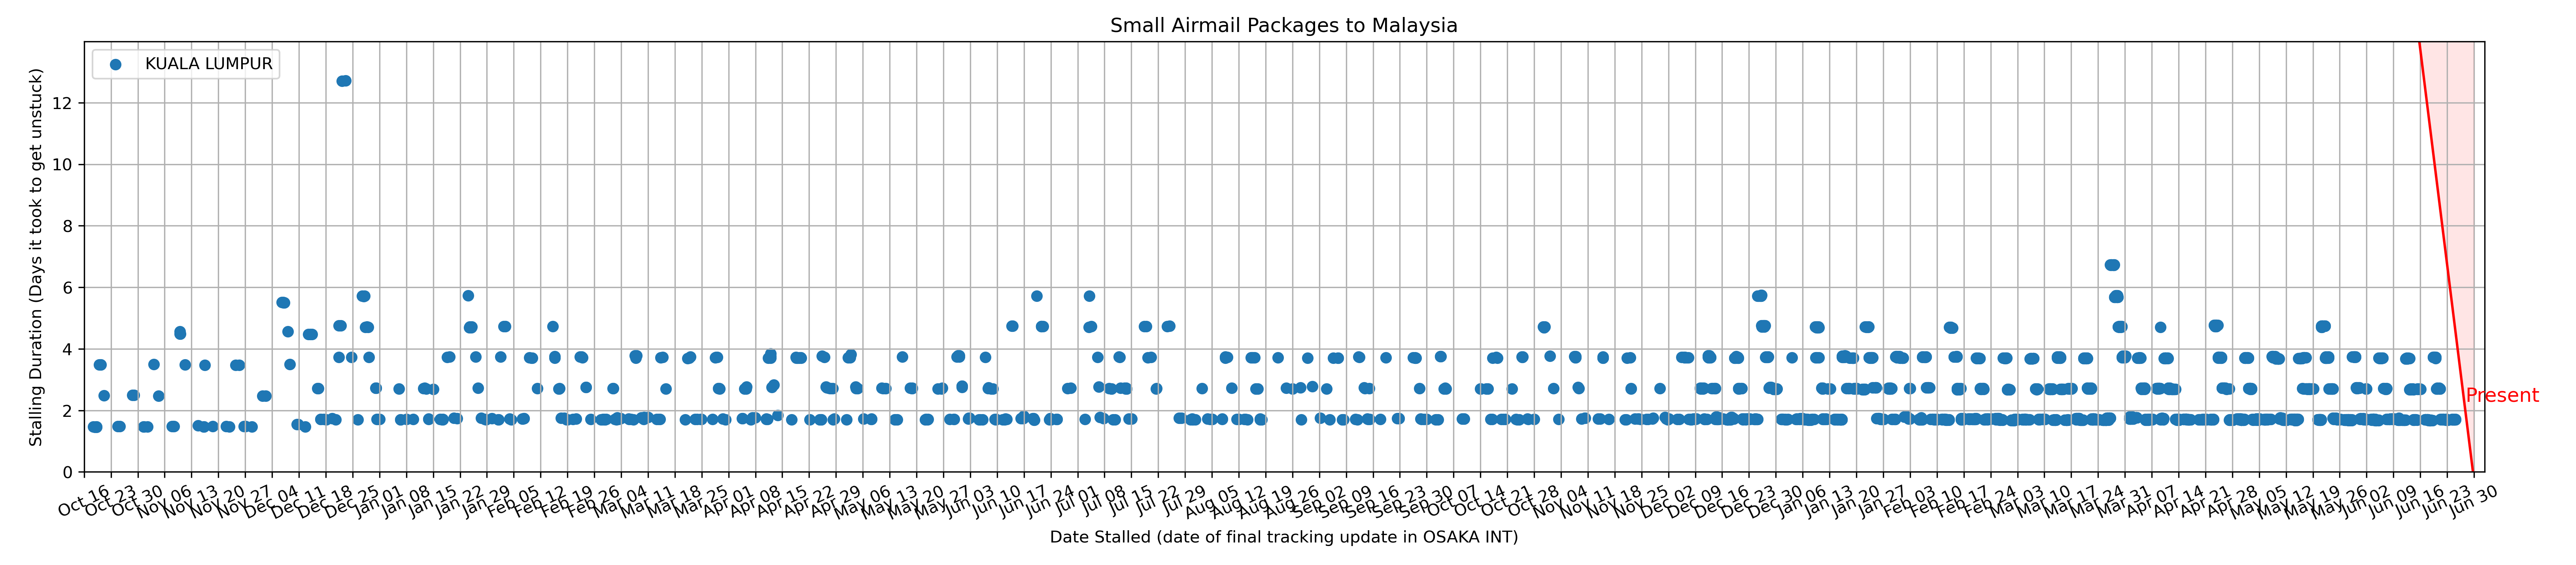 Small Airmail Packages to Malaysia
KUALA LUMPUR
Stalling Duration (Days it took to get unstuck)
12
10
8
6
4
2
0
Present
Oct 16
Oct 23
Oct 30
Nov 06
Nov 13
Nov 20
Nov 27
Dec 04
Dec 11
Dec 18
Dec 25
Jan 01
Jan 08
Jan 15
Jan 22
Jan 29
Feb 05
Feb 12
Feb 19
Feb 26
Mar 04
Mar 11
Mar 18
Mar 25
Apr 01
Apr 08
Apr 15
Apr 22
Apr 29
May 06
May 13
May 20
May 27
Jun 03
Jun 10
Jun 17
Jun 24
Jul 01
Jul 08
Jul 15
Jul 22
Jul 29
Aug 05
Aug 12
Aug 19
Aug 26
Sep 02
Sep 09
Sep 16
Sep 23
Sep 30
Oct 07
Oct 14
Oct 21
Oct 28
Nov 04
Nov 11
Nov 18
Nov 25
Dec 02
Dec 09
Dec 16
Dec 23
Dec 30
Jan 06
Jan 13
Jan 20
Jan 27
Feb 03
Feb 10
Feb 17
Feb 24
Mar 03
Mar 10
Mar 17
Mar 24
Mar 31
Apr 07
Apr 14
Apr 21
Apr 28
May 05
May 12
May 19
May 26
Jun 02
Jun 09
Jun 16
Jun 23
Jun 30
Date Stalled (date of final tracking update in OSAKA INT)